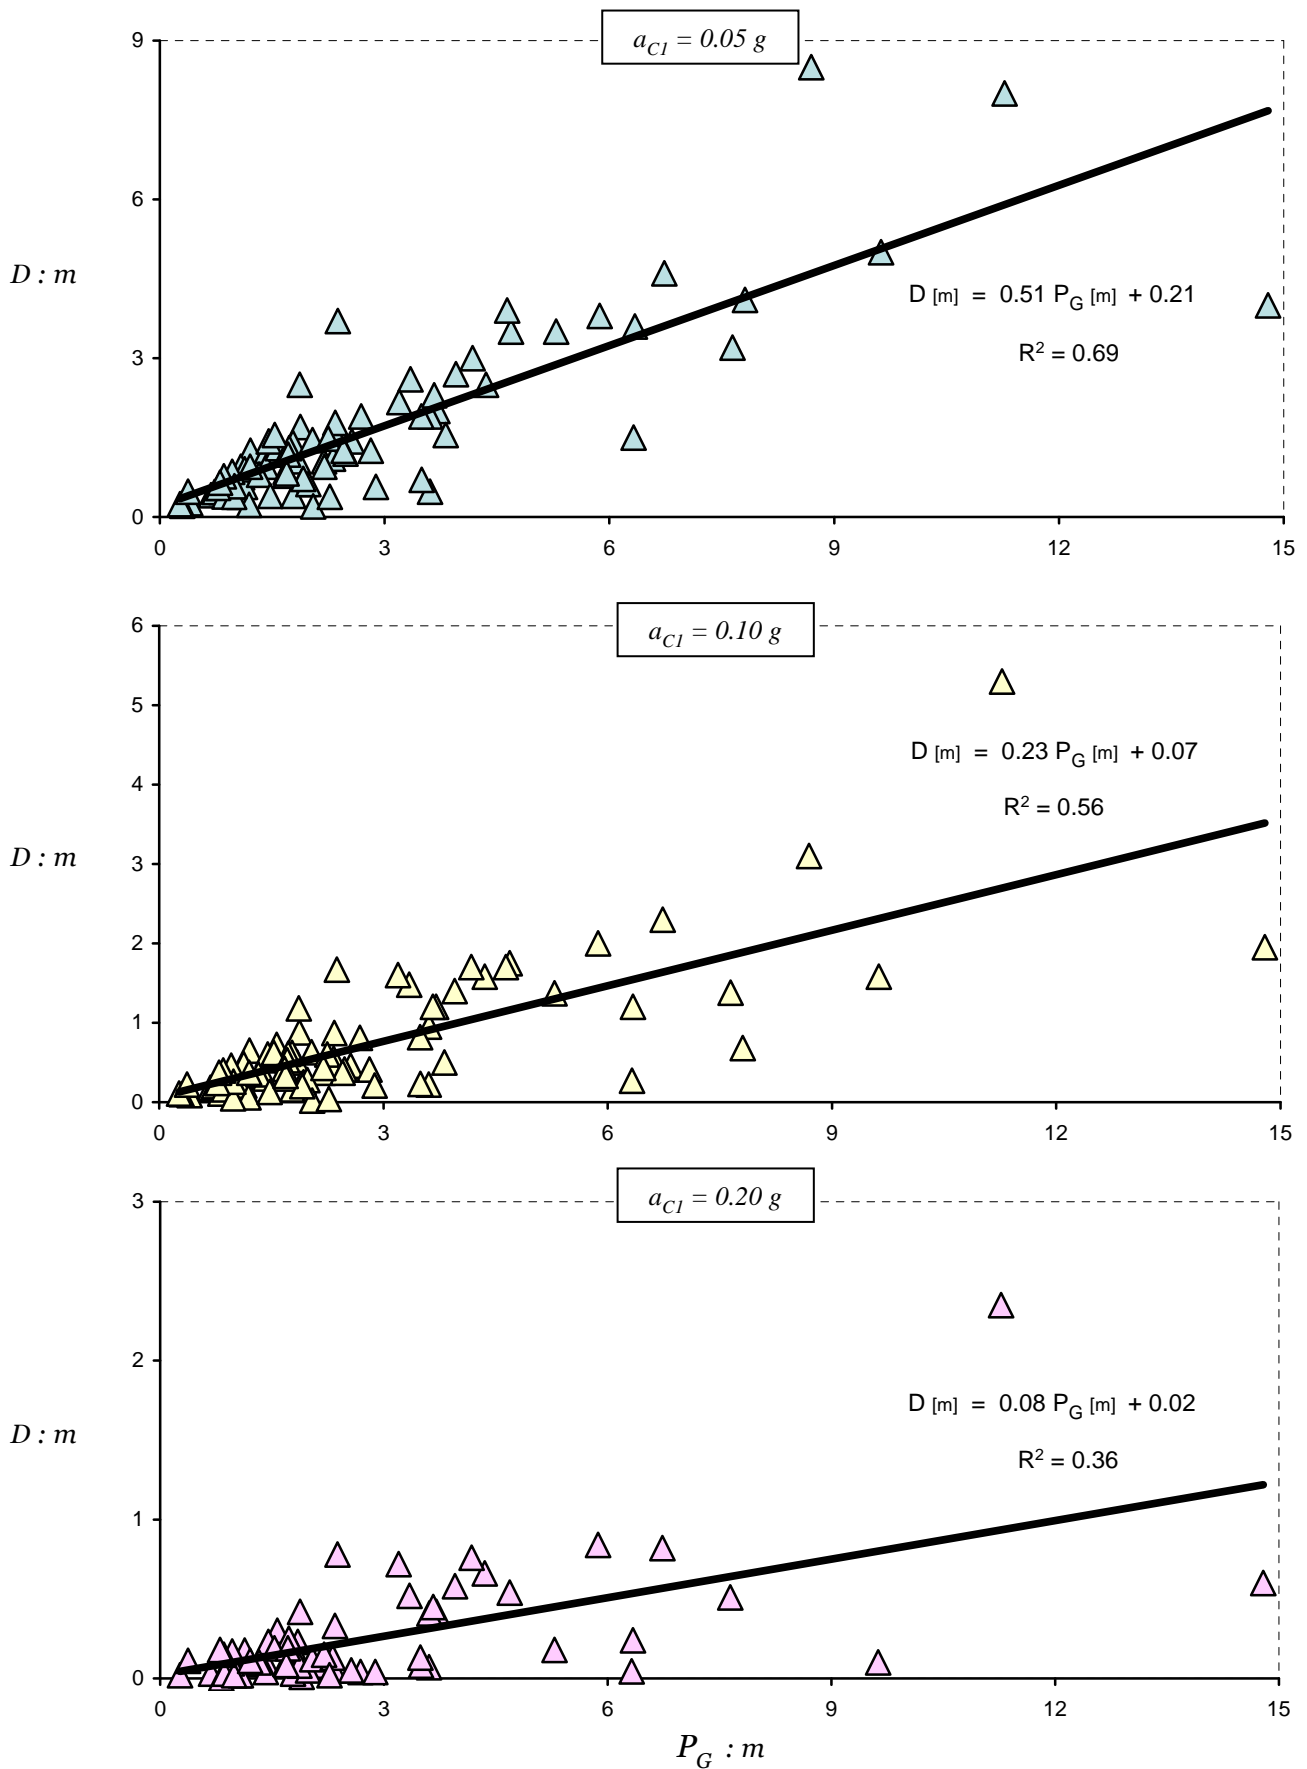 a_C1 = 0.05 g
9
6
D : m
D [m] = 0.51 P_G [m] + 0.21
R² = 0.69
3
0
0 3 6 9 12 15
a_C1 = 0.10 g
6
5
D [m] = 0.23 P_G [m] + 0.07
4
R² = 0.56
D : m
3
2
1
0
0 3 6 9 12 15
a_C1 = 0.20 g
3
2
D [m] = 0.08 P_G [m] + 0.02
D : m
R² = 0.36
1
0
0 3 6 9 12 15
P_G : m